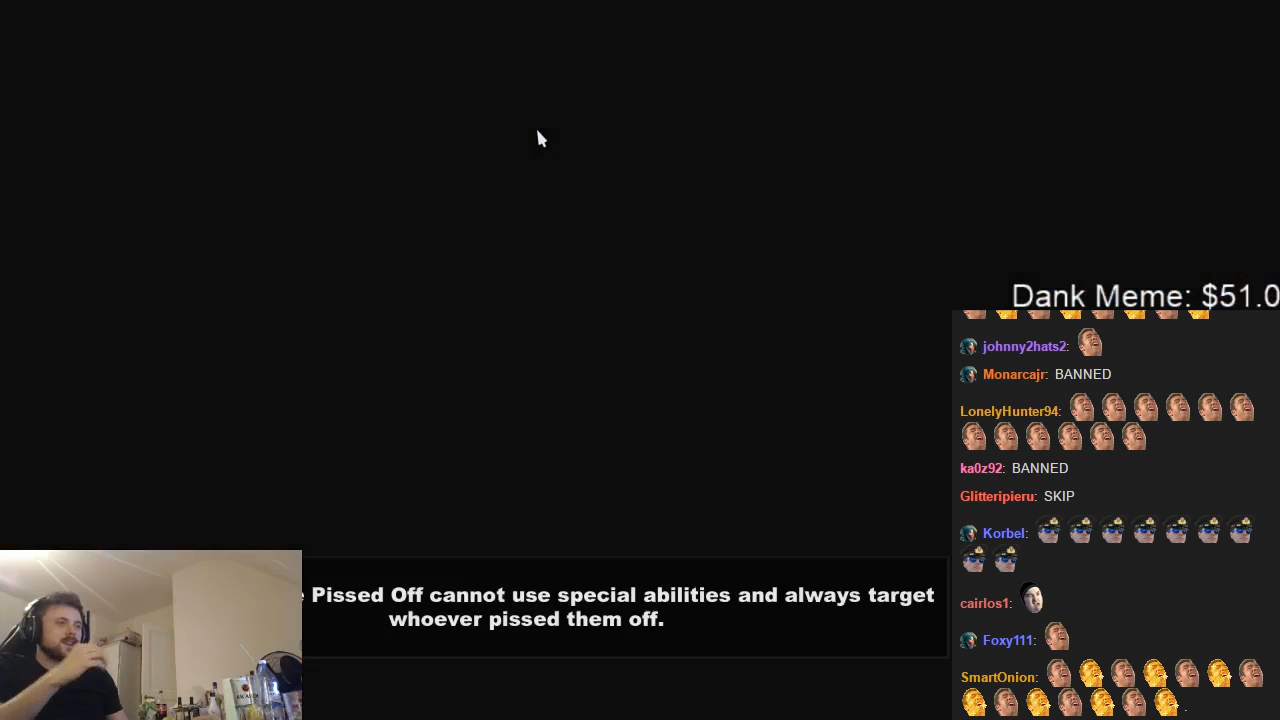 Dank Meme: $51.0
johnny2hats2:
Monarcajr: BANNED
LonelyHunter94:
ka0z92: BANNED
Glitteripieru: SKIP
Korbel:
cairlos1:
Foxy111:
SmartOnion:
.
Pissed Off cannot use special abilities and always target
whoever pissed them off.